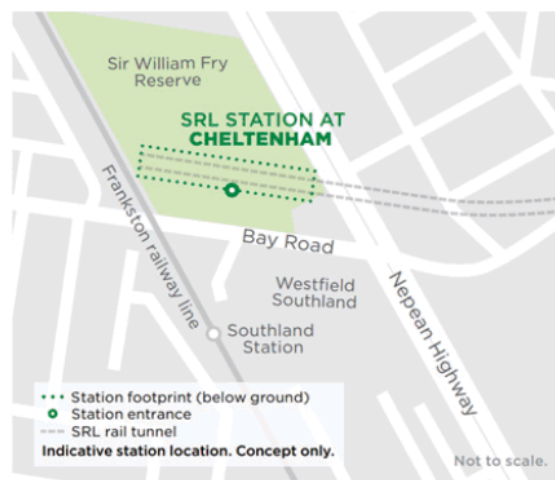 Sir William Fry
Reserve
SRL STATION AT
CHELTENHAM
Frankston railway line
Bay Road
Westfield
Southland
Nepean Highway
Southland
Station
Station footprint (below ground)
Station entrance
SRL rail tunnel
Indicative station location. Concept only.
Not to scale.